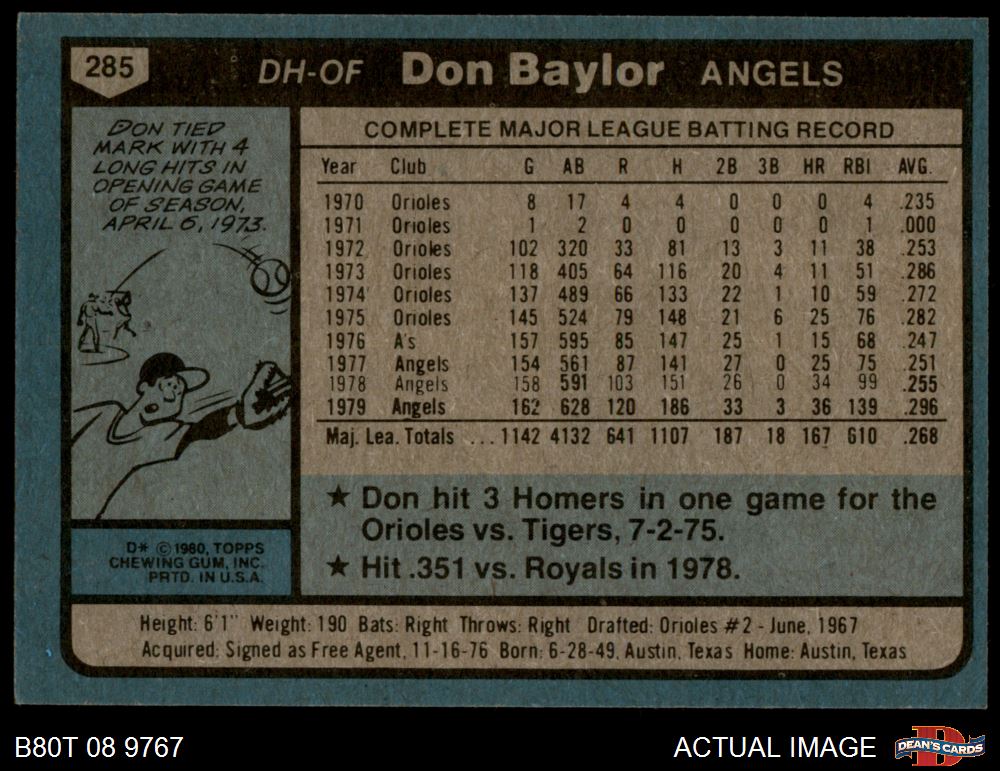 285 DH-OF Don Baylor ANGELS
DON TIED
MARK WITH 4
LONG HITS IN
OPENING GAME
OF SEASON,
APRIL 6, 1973.
D* © 1980, TOPPS
CHEWING GUM, INC.
PRTD. IN U.S.A.
COMPLETE MAJOR LEAGUE BATTING RECORD
Year Club G AB R H 2B 3B HR RBI AVG.
1970 Orioles 8 17 4 4 0 0 0 4 .235
1971 Orioles 1 2 0 0 0 0 0 1 .000
1972 Orioles 102 320 33 81 13 3 11 38 .253
1973 Orioles 118 405 64 116 20 4 11 51 .286
1974 Orioles 137 489 66 133 22 1 10 59 .272
1975 Orioles 145 524 79 148 21 6 25 76 .282
1976 A's 157 595 85 147 25 1 15 68 .247
1977 Angels 154 561 87 141 27 0 25 75 .251
1978 Angels 158 591 103 151 26 0 34 99 .255
1979 Angels 162 628 120 186 33 3 36 139 .296
Maj. Lea. Totals ... 1142 4132 641 1107 187 18 167 610 .268
★ Don hit 3 Homers in one game for the
Orioles vs. Tigers, 7-2-75.
★ Hit .351 vs. Royals in 1978.
Height: 6'1" Weight: 190 Bats: Right Throws: Right Drafted: Orioles #2 - June, 1967
Acquired: Signed as Free Agent, 11-16-76 Born: 6-28-49, Austin, Texas Home: Austin, Texas
B80T 08 9767
ACTUAL IMAGE
DEAN'S CARDS